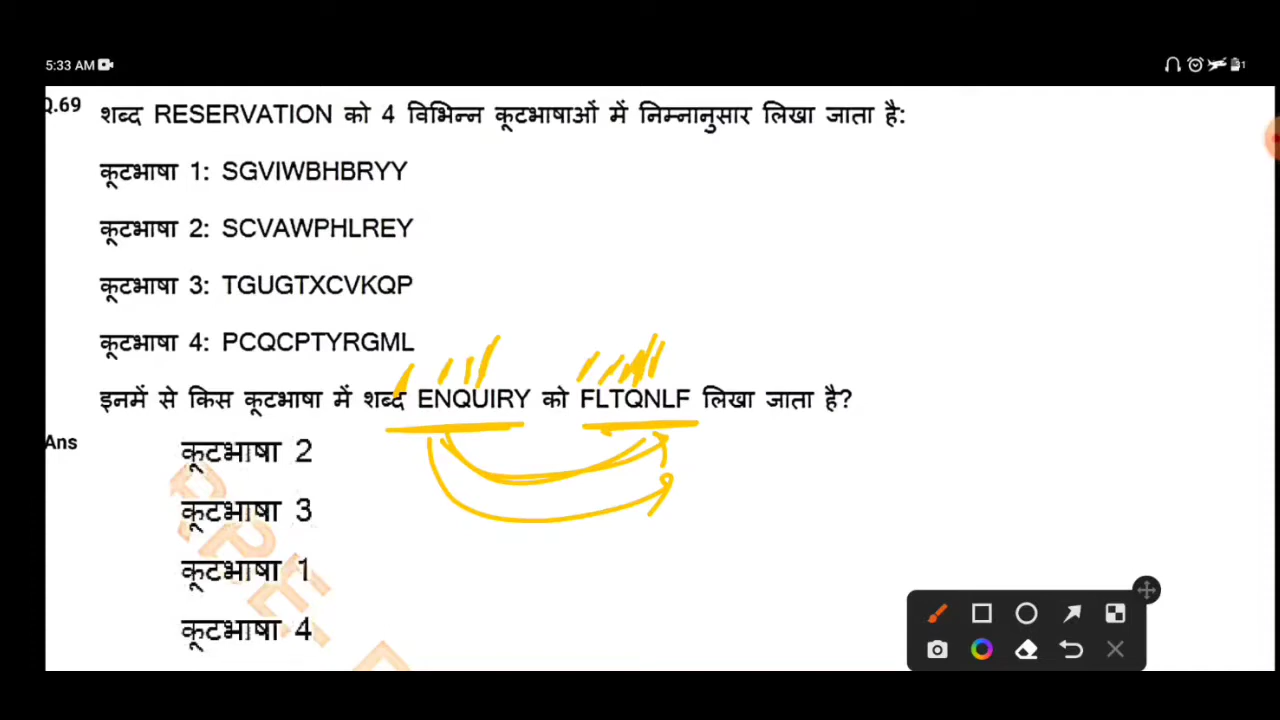 5:33 AM
Q.69 शब्द RESERVATION को 4 विभिन्न कूटभाषाओं में निम्नानुसार लिखा जाता है:
कूटभाषा 1: SGVIWBHBRYY
कूटभाषा 2: SCVAWPHLREY
कूटभाषा 3: TGUGTXCVKQP
कूटभाषा 4: PCQCPTYRGML
इनमें से किस कूटभाषा में शब्द ENQUIRY को FLTQNLF लिखा जाता है?
Ans
कूटभाषा 2
कूटभाषा 3
कूटभाषा 1
कूटभाषा 4